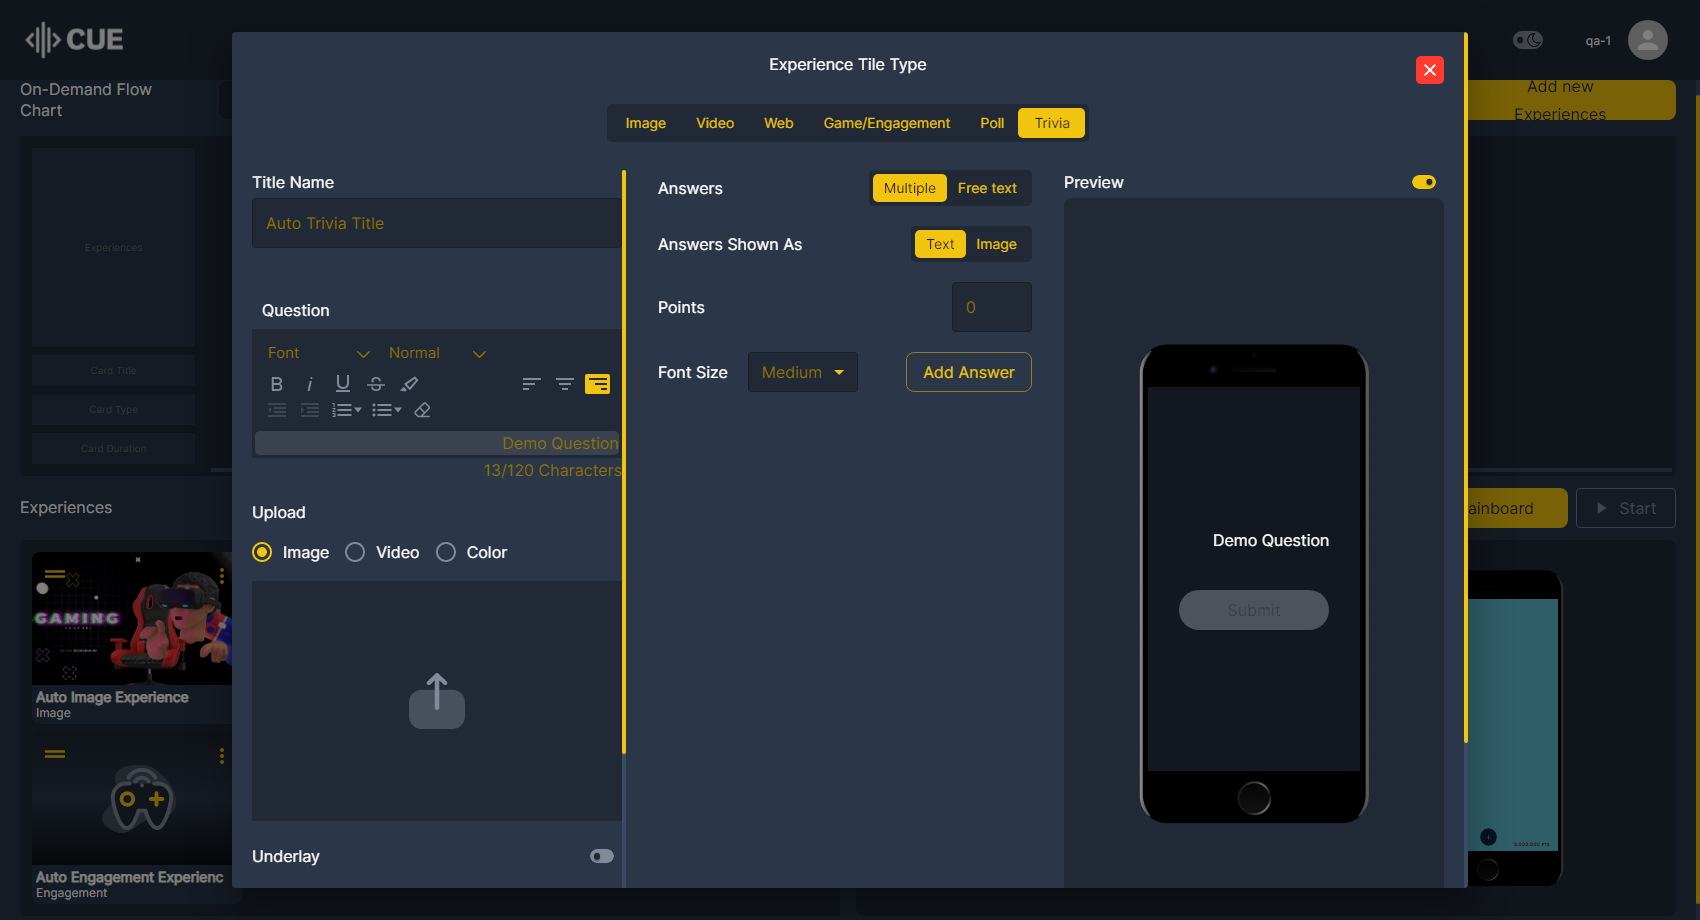 CUE
qa-1
On-Demand Flow
Chart
Add new
Experiences
Experiences
Card Title
Card Type
Card Duration
Experiences
ainboard
Start
GAMING
Auto Image Experience
Image
Auto Engagement Experienc
Engagement
Experience Tile Type
Image
Video
Web
Game/Engagement
Poll
Trivia
Title Name
Auto Trivia Title
Question
Font
Normal
Demo Question
13/120 Characters
Upload
Image
Video
Color
Underlay
Answers
Multiple
Free text
Answers Shown As
Text
Image
Points
0
Font Size
Medium
Add Answer
Preview
Demo Question
Submit